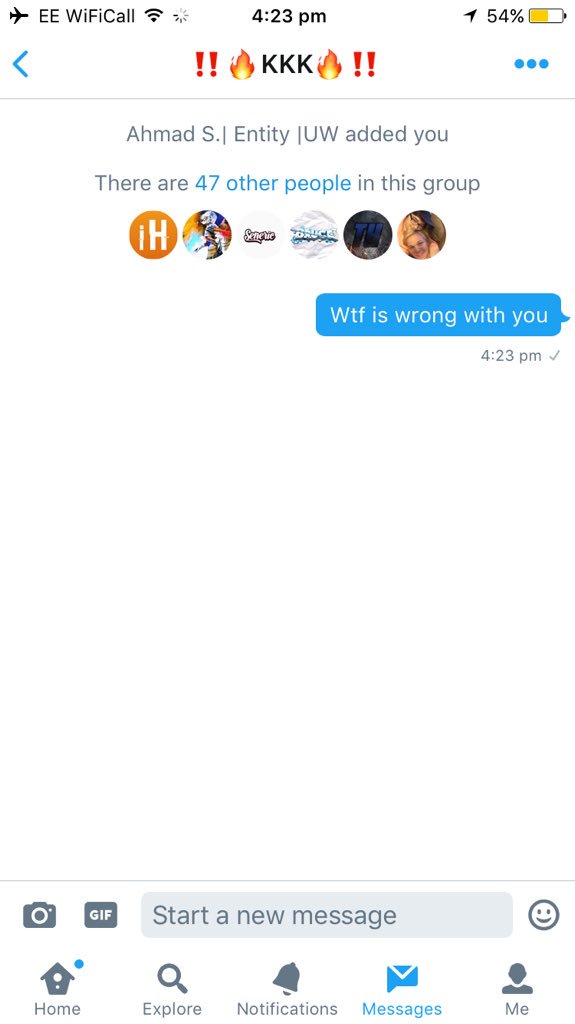 EE WiFiCall 4:23 pm 54%
‼️🔥KKK🔥‼️
Ahmad S.| Entity |UW added you
There are 47 other people in this group
iH Senerio TU
Wtf is wrong with you
4:23 pm ✓
GIF Start a new message
Home Explore Notifications Messages Me